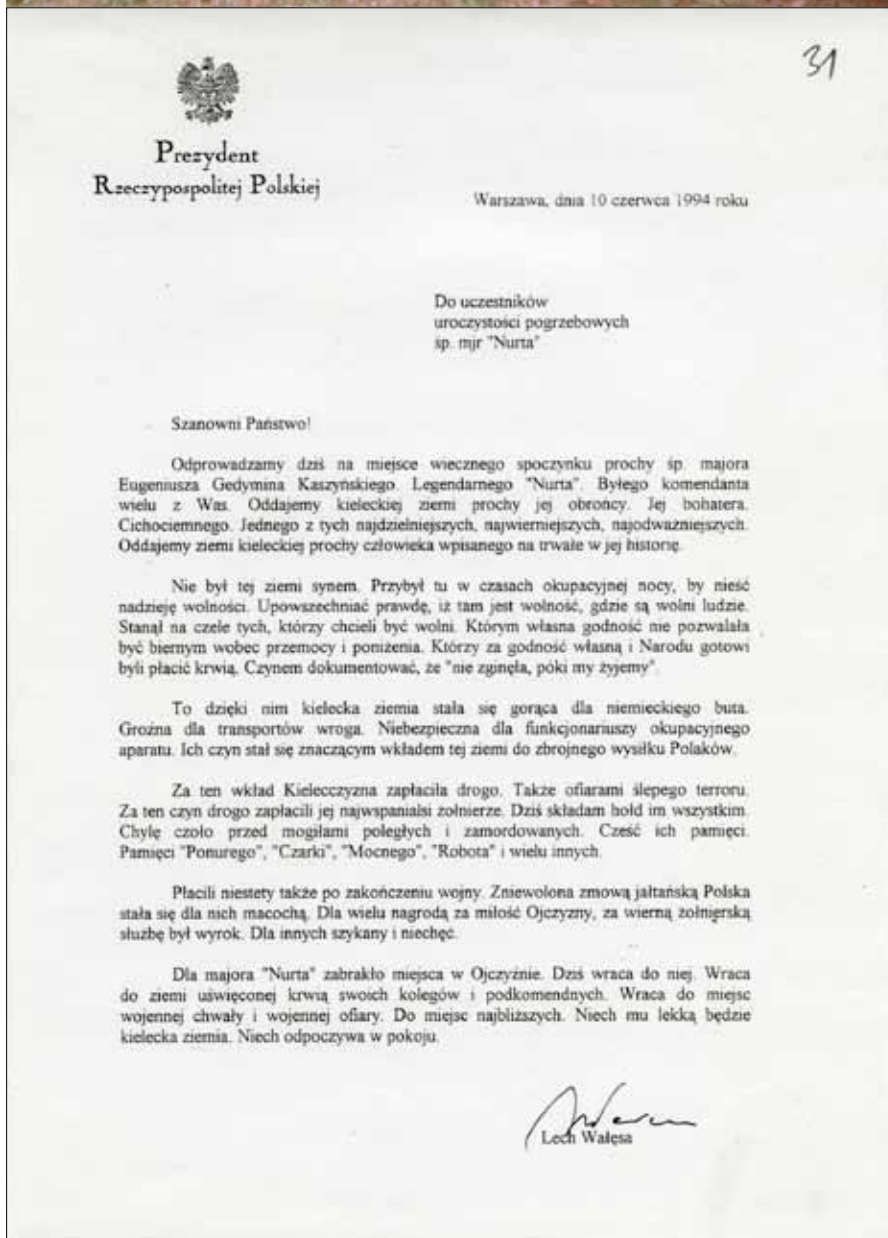 31
Prezydent
Rzeczypospolitej Polskiej
Warszawa, dnia 10 czerwca 1994 roku
Do uczestników
uroczystości pogrzebowych
śp. mjr "Nurta"
Szanowni Państwo!
Odprowadzamy dziś na miejsce wiecznego spoczynku prochy śp. majora
Eugeniusza Gedymina Kaszyńskiego. Legendarnego "Nurta". Byłego komendanta
wielu z Was. Oddajemy kieleckiej ziemi prochy jej obrońcy. Jej bohatera.
Cichociemnego. Jednego z tych najdzielniejszych, najwierniejszych, najodważniejszych.
Oddajemy ziemi kieleckiej prochy człowieka wpisanego na trwałe w jej historię.
Nie był tej ziemi synem. Przybył tu w czasach okupacyjnej nocy, by nieść
nadzieję wolności. Upowszechniać prawdę, iż tam jest wolność, gdzie są wolni ludzie.
Stanął na czele tych, którzy chcieli być wolni. Którym własna godność nie pozwalała
być biernym wobec przemocy i poniżenia. Którzy za godność własną i Narodu gotowi
byli płacić krwią. Czynem dokumentować, że "nie zginęła, póki my żyjemy".
To dzięki nim kielecka ziemia stała się gorąca dla niemieckiego buta.
Groźna dla transportów wroga. Niebezpieczna dla funkcjonariuszy okupacyjnego
aparatu. Ich czyn stał się znaczącym wkładem tej ziemi do zbrojnego wysiłku Polaków.
Za ten wkład Kielecczyzna zapłaciła drogo. Także ofiarami ślepego terroru.
Za ten czyn drogo zapłacili jej najwspanialsi żołnierze. Dziś składam hołd im wszystkim.
Chylę czoło przed mogiłami poległych i zamordowanych. Cześć ich pamięci.
Pamięci "Ponurego", "Czarki", "Mocnego", "Robota" i wielu innych.
Płacili niestety także po zakończeniu wojny. Zniewolona zmową jałtańską Polska
stała się dla nich macochą. Dla wielu nagrodą za miłość Ojczyzny, za wierną żołnierską
służbę był wyrok. Dla innych szykany i niechęć.
Dla majora "Nurta" zabrakło miejsca w Ojczyźnie. Dziś wraca do niej. Wraca
do ziemi uświęconej krwią swoich kolegów i podkomendnych. Wraca do miejsc
wojennej chwały i wojennej ofiary. Do miejsc najbliższych. Niech mu lekką będzie
kielecka ziemia. Niech odpoczywa w pokoju.
Lech Wałęsa